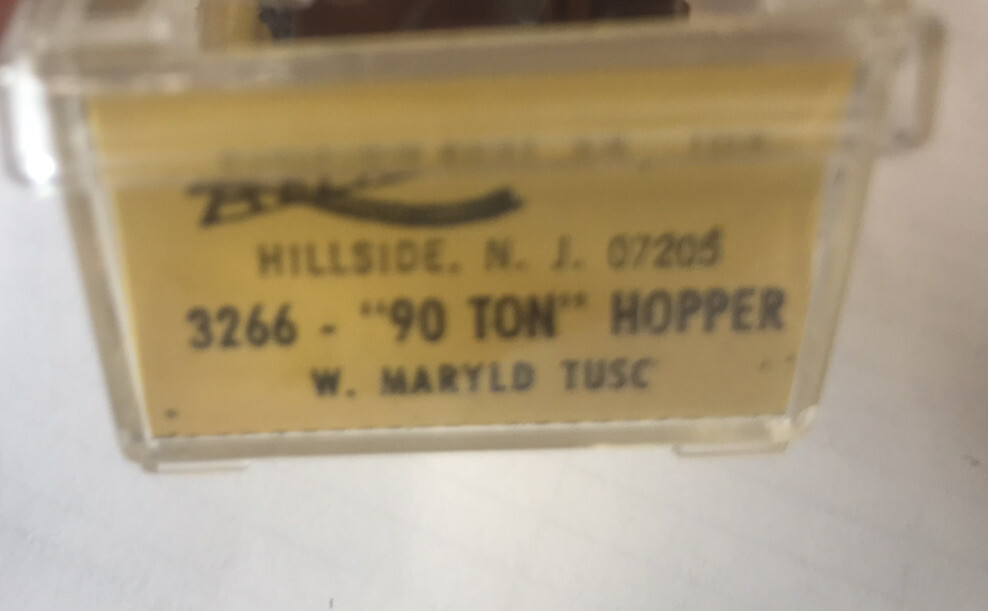 HILLSIDE. N. J. 07205
3266 - "90 TON" HOPPER
W. MARYLD TUSC